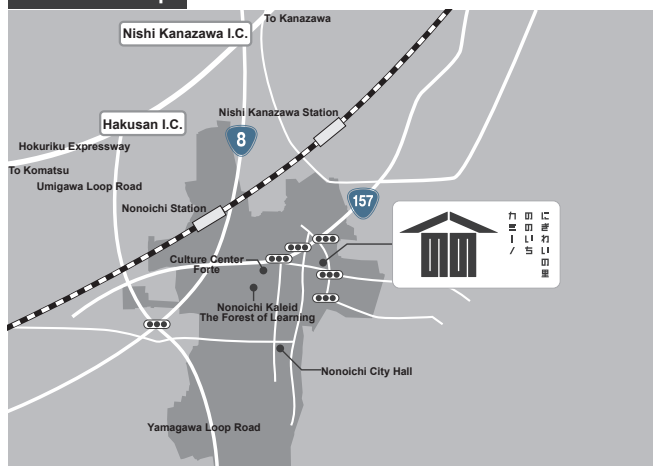 To Kanazawa
Nishi Kanazawa I.C.
Nishi Kanazawa Station
Hakusan I.C.
8
Hokuriku Expressway
To Komatsu
Umigawa Loop Road
Nonoichi Station
157
にぎわいの里
ののいち
カミーノ
Culture Center
Forte
Nonoichi Kaleid
The Forest of Learning
Nonoichi City Hall
Yamagawa Loop Road